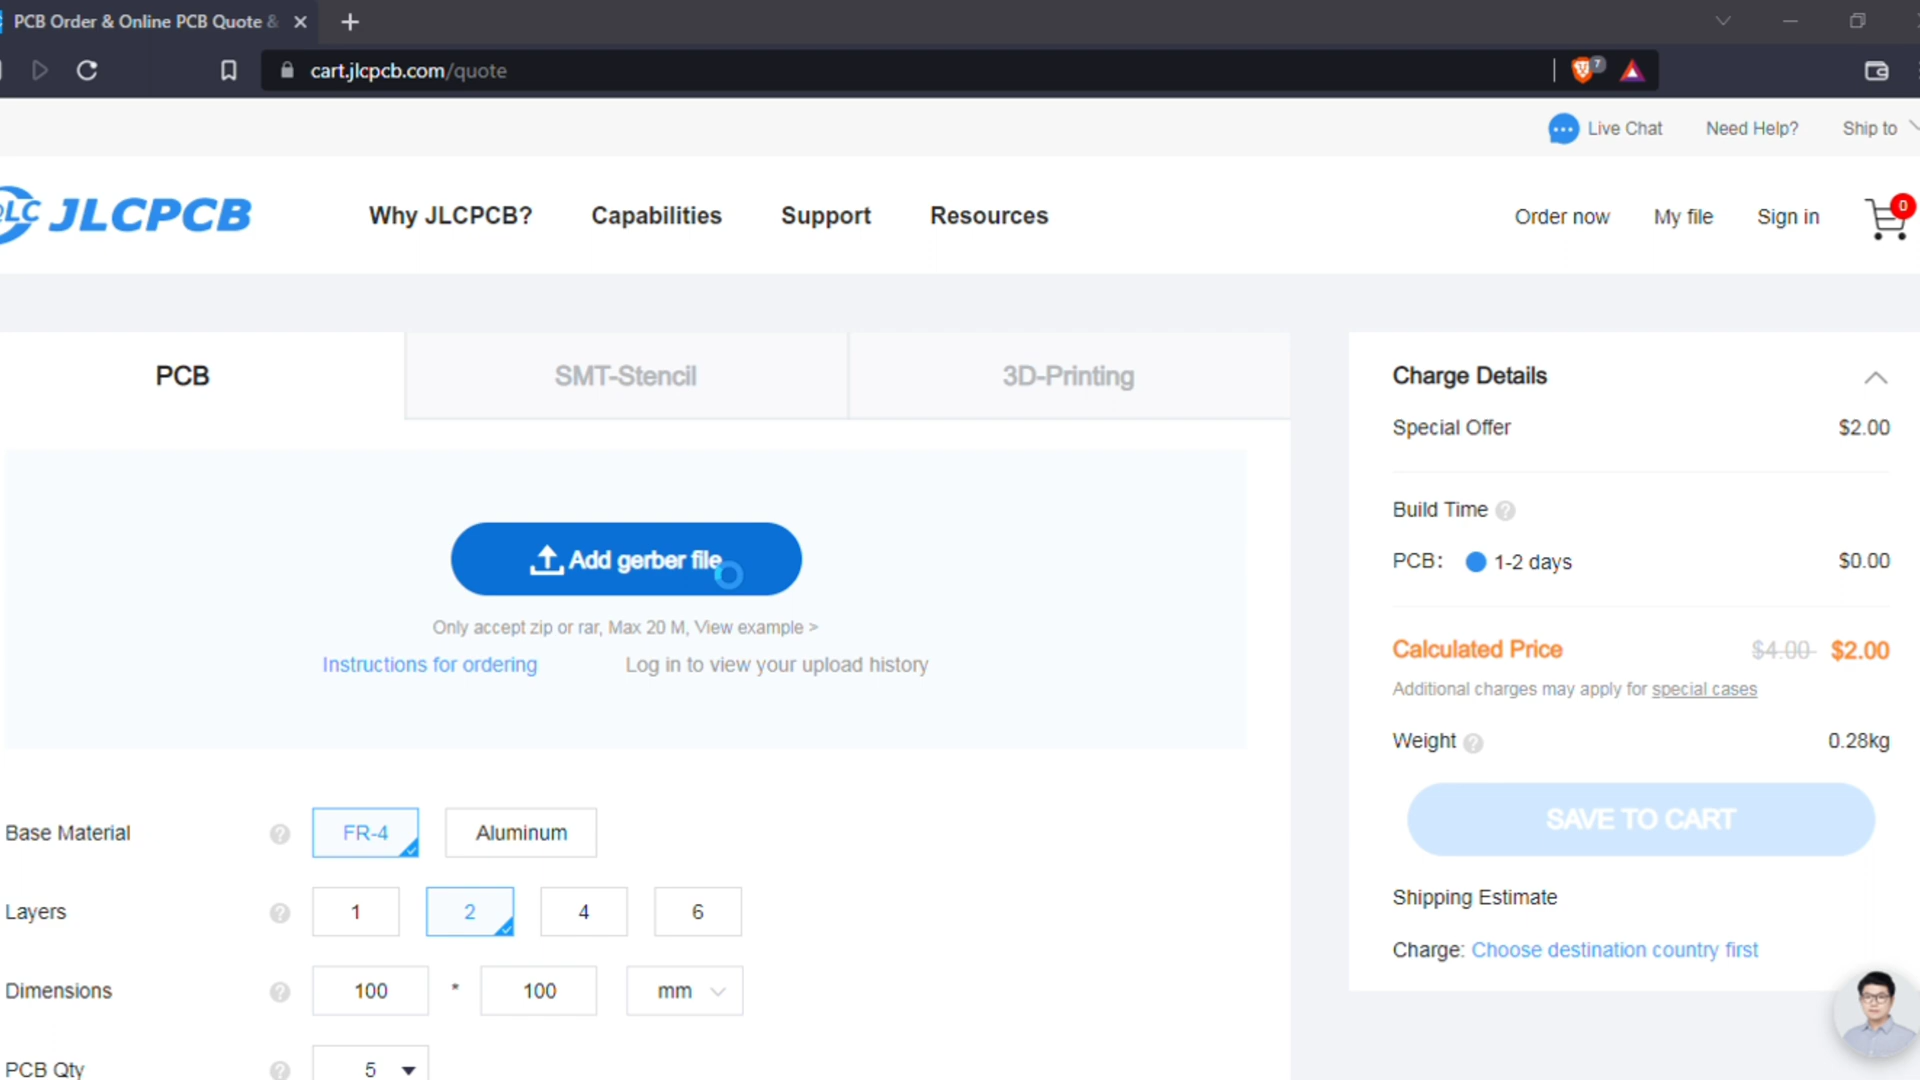 PCB Order & Online PCB Quote &
cart.jlcpcb.com/quote
7
Live Chat
Need Help?
Ship to
JLC JLCPCB
Why JLCPCB?
Capabilities
Support
Resources
Order now
My file
Sign in
0
PCB
SMT-Stencil
3D-Printing
Add gerber file
Only accept zip or rar, Max 20 M, View example >
Instructions for ordering
Log in to view your upload history
Base Material
?
FR-4
Aluminum
Layers
?
1
2
4
6
Dimensions
?
100
*
100
mm
PCB Qty
?
5
Charge Details
Special Offer
$2.00
Build Time
?
PCB:
1-2 days
$0.00
Calculated Price
$4.00
$2.00
Additional charges may apply for special cases
Weight
?
0.28kg
SAVE TO CART
Shipping Estimate
Charge: Choose destination country first